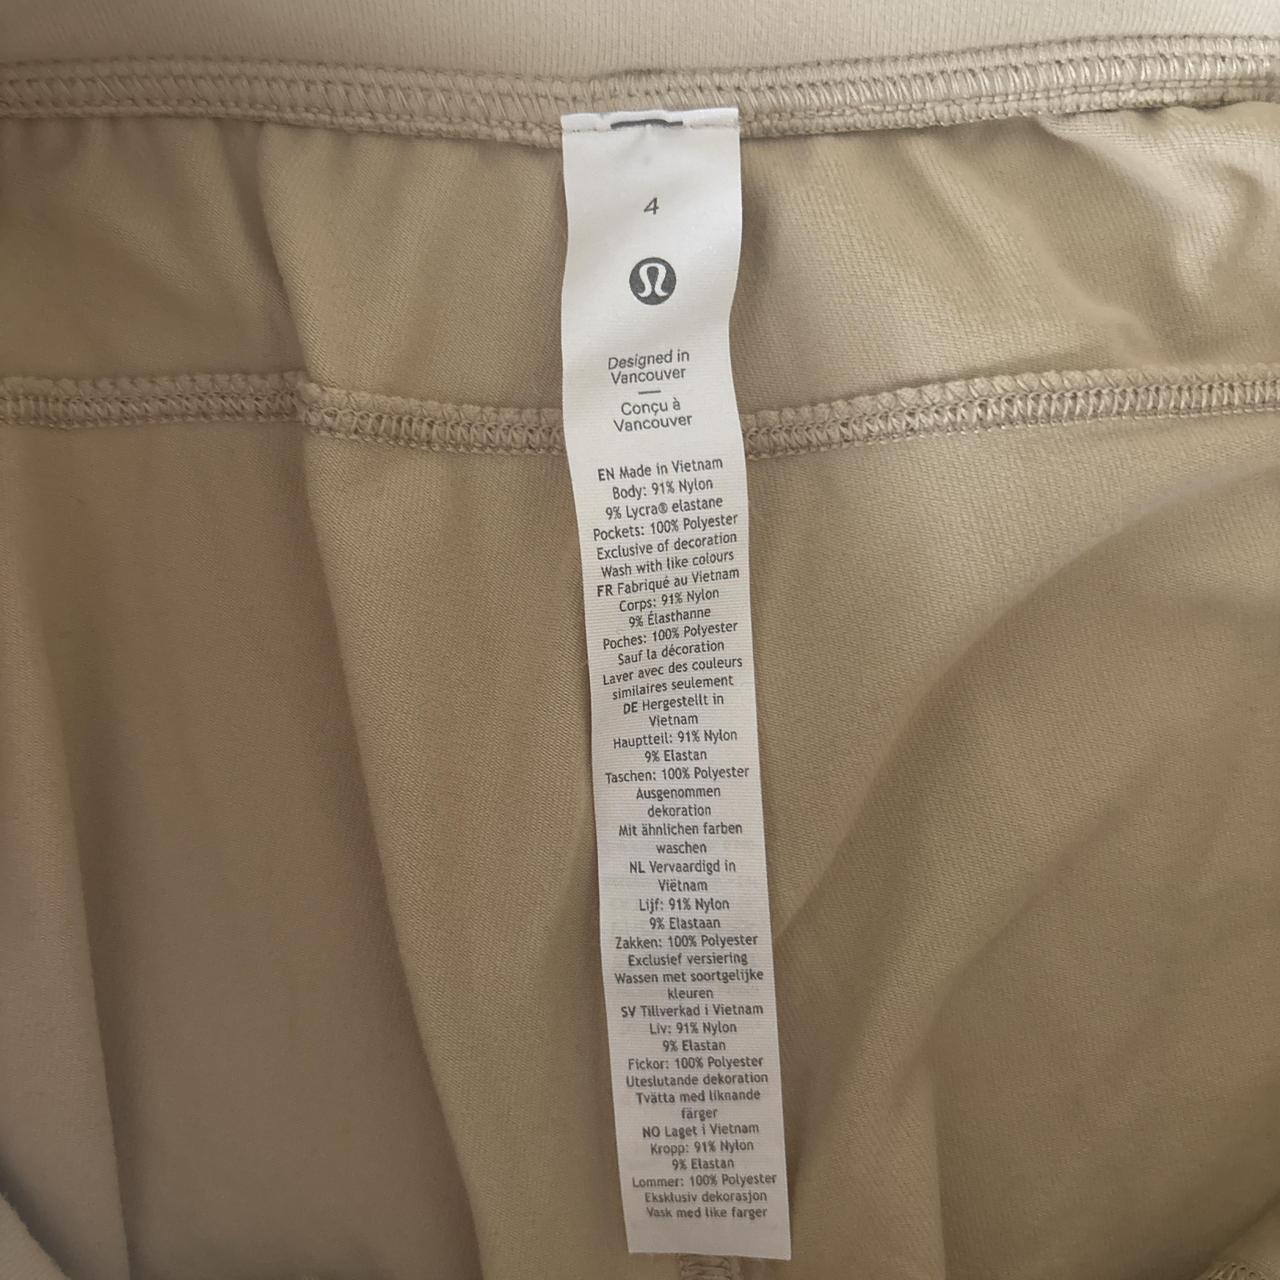 4
Designed in
Vancouver
Conçu à
Vancouver
EN Made in Vietnam
Body: 91% Nylon
9% Lycra® elastane
Pockets: 100% Polyester
Exclusive of decoration
Wash with like colours
FR Fabriqué au Vietnam
Corps: 91% Nylon
9% Élasthanne
Poches: 100% Polyester
Sauf la décoration
Laver avec des couleurs
similaires seulement
DE Hergestellt in
Vietnam
Hauptteil: 91% Nylon
9% Elastan
Taschen: 100% Polyester
Ausgenommen
dekoration
Mit ähnlichen farben
waschen
NL Vervaardigd in
Viëtnam
Lijf: 91% Nylon
9% Elastaan
Zakken: 100% Polyester
Exclusief versiering
Wassen met soortgelijke
kleuren
SV Tillverkad i Vietnam
Liv: 91% Nylon
9% Elastan
Fickor: 100% Polyester
Uteslutande dekoration
Tvätta med liknande
färger
NO Laget i Vietnam
Kropp: 91% Nylon
9% Elastan
Lommer: 100% Polyester
Eksklusiv dekorasjon
Vask med like farger